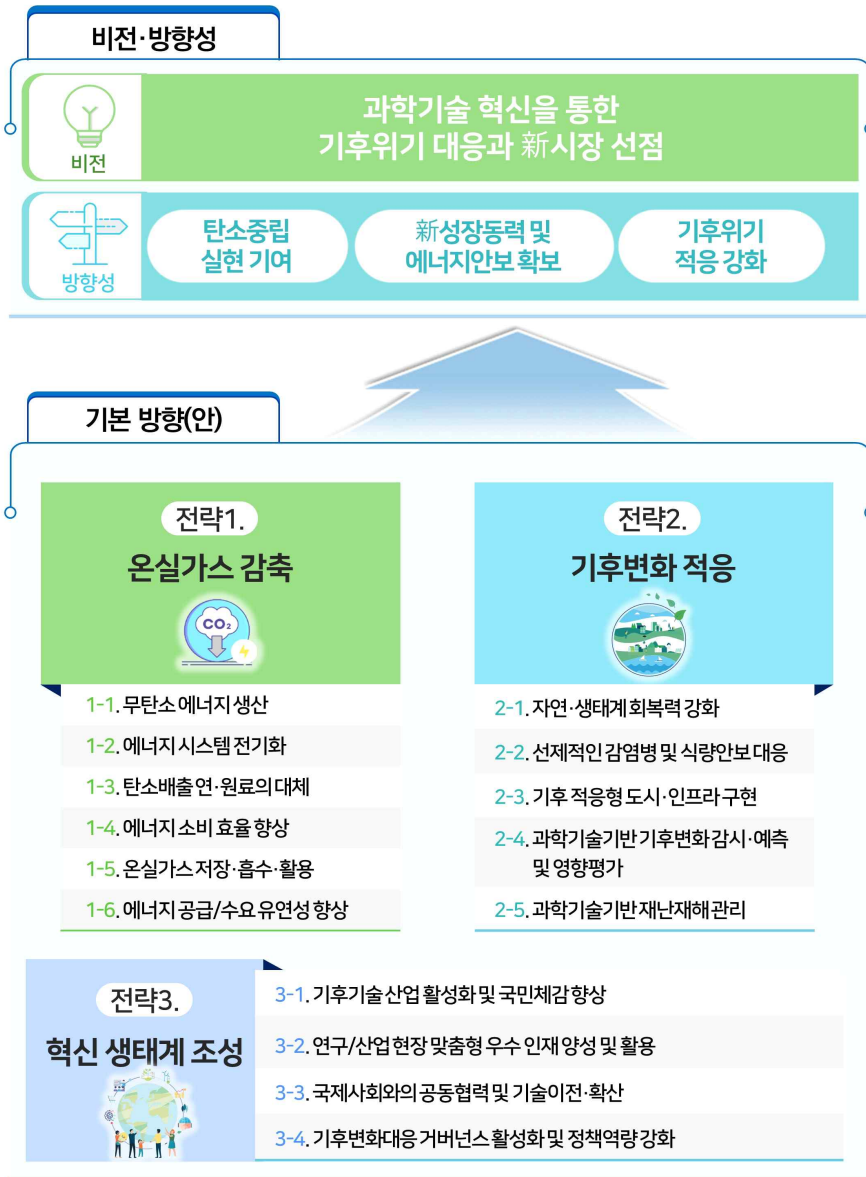 비전·방향성
과학기술 혁신을 통한
기후위기 대응과 新시장 선점
비전
탄소중립
실현 기여
新성장동력 및
에너지안보 확보
기후위기
적응 강화
방향성
기본 방향(안)
전략1.
온실가스 감축
CO₂
1-1. 무탄소 에너지 생산
1-2. 에너지 시스템 전기화
1-3. 탄소배출 연·원료의 대체
1-4. 에너지 소비 효율 향상
1-5. 온실가스 저장·흡수·활용
1-6. 에너지 공급/수요 유연성 향상
전략2.
기후변화 적응
2-1. 자연·생태계 회복력 강화
2-2. 선제적인 감염병 및 식량안보 대응
2-3. 기후 적응형 도시·인프라 구현
2-4. 과학기술기반 기후변화 감시·예측
및 영향평가
2-5. 과학기술기반 재난재해 관리
전략3.
혁신 생태계 조성
3-1. 기후기술 산업 활성화 및 국민체감 향상
3-2. 연구/산업 현장 맞춤형 우수 인재 양성 및 활용
3-3. 국제사회와의 공동협력 및 기술이전·확산
3-4. 기후변화대응 거버넌스 활성화 및 정책역량 강화